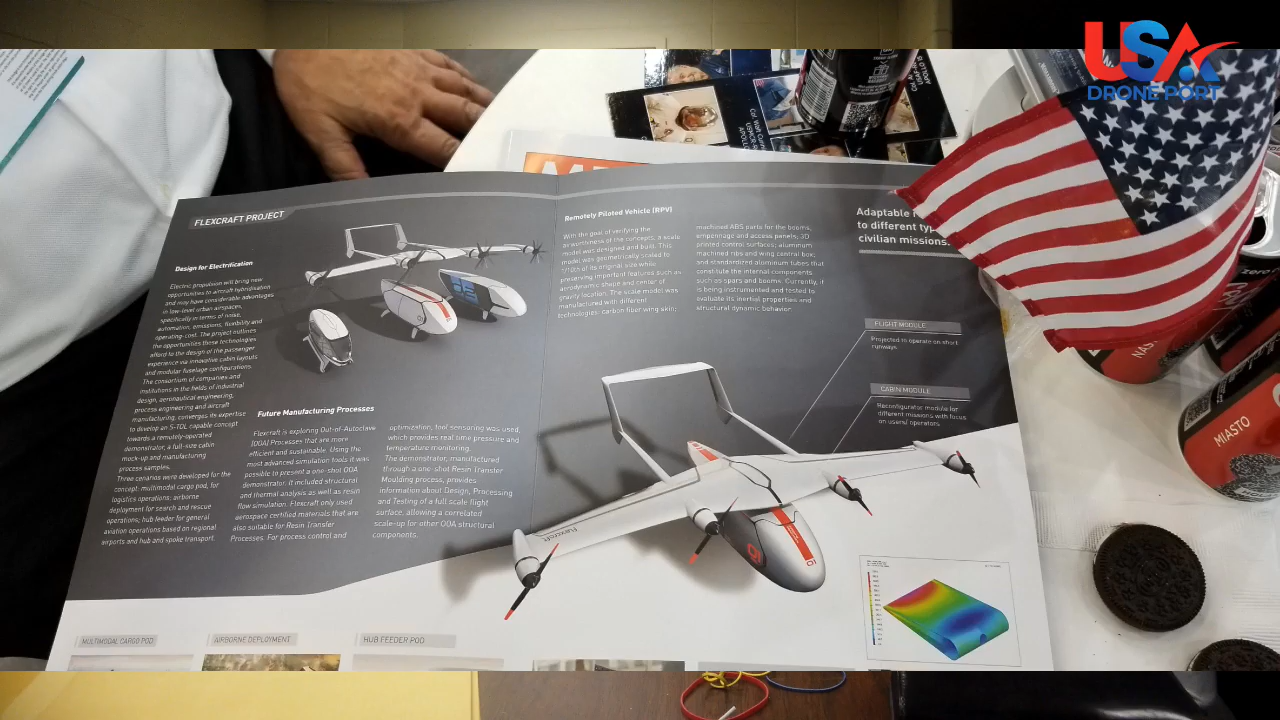 USA
DRONE PORT
FLEXCRAFT PROJECT
Design for Electrification
Electric propulsion will bring new
opportunities to aircraft hybridisation
and may have considerable advantages
in low-level urban airspaces,
specifically in terms of noise,
automation, emissions, flexibility and
operating-cost. The project outlines
the opportunities those technologies
afford to the design of the passenger
experience via innovative cabin layouts
and modular fuselage configurations.
The consortium of companies and
institutions in the fields of industrial
design, aeronautical engineering,
process engineering and aircraft
manufacturing, converges its expertise
to develop an S-TOL capable concept
towards a remotely-operated
demonstrator, a full-size cabin
mock-up and manufacturing
process samples.
Three cenarios were developed for the
concept: multimodal cargo pod, for
logistics operations; airborne
deployment for search and rescue
operations; hub feeder for general
aviation operations based on regional
airports and hub and spoke transport.
Future Manufacturing Processes
Flexcraft is exploring Out-of-Autoclave
(OOA) Processes that are more
efficient and sustainable. Using the
most advanced simulation tools it was
possible to present a one-shot OOA
demonstrator. It included structural
and thermal analysis as well as resin
flow simulation. Flexcraft only used
aerospace certified materials that are
also suitable for Resin Transfer
Processes. For process control and
optimization, tool sensoring was used,
which provides real time pressure and
temperature monitoring.
The demonstrator, manufactured
through a one-shot Resin Transfer
Moulding process, provides
information about Design, Processing
and Testing of a full scale flight
surface, allowing a correlated
scale-up for other OOA structural
components.
Remotely Piloted Vehicle (RPV)
With the goal of verifying the
airworthiness of the concepts, a scale
model was designed and built. This
model was geometrically scaled to
1/10th of its original size while
preserving important features such as
aerodynamic shape and center of
gravity location. The scale model was
manufactured with different
technologies: carbon fiber wing skins;
machined ABS parts for the booms,
empennage and access panels; 3D
printed control surfaces; aluminum
machined ribs and wing central box;
and standardized aluminum tubes that
constitute the internal components
such as spars and booms. Currently, it
is being instrumented and tested to
evaluate its inertial properties and
structural dynamic behavior.
Adaptable
to different
civilian missions.
FLIGHT MODULE
Projected to operate on short
runways.
CABIN MODULE
Reconfigurator module for
different missions with focus
on users/ operators.
Flexcraft
MULTIMODAL CARGO POD
AIRBORNE DEPLOYMENT
HUB FEEDER POD
zero
MIASTO